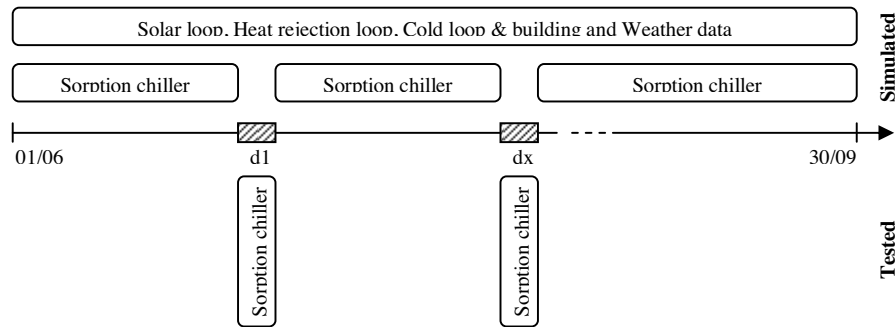 Solar loop, Heat rejection loop, Cold loop & building and Weather data
Simulated
Sorption chiller
Sorption chiller
Sorption chiller
01/06
d1
dx
30/09
Sorption chiller
Sorption chiller
Tested